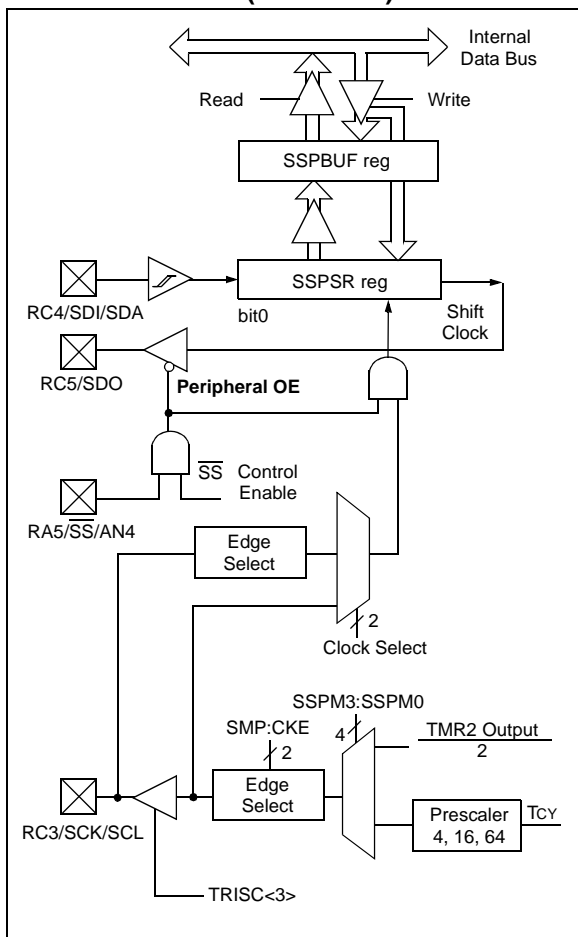 Internal
Data Bus
Read
Write
SSPBUF reg
SSPSR reg
RC4/SDI/SDA
bit0
Shift
Clock
RC5/SDO
Peripheral OE
SS
Control
Enable
RA5/SS/AN4
Edge
Select
2
Clock Select
SSPM3:SSPM0
SMP:CKE
4
TMR2 Output
2
2
Edge
Select
Prescaler
4, 16, 64
TCY
RC3/SCK/SCL
TRISC<3>